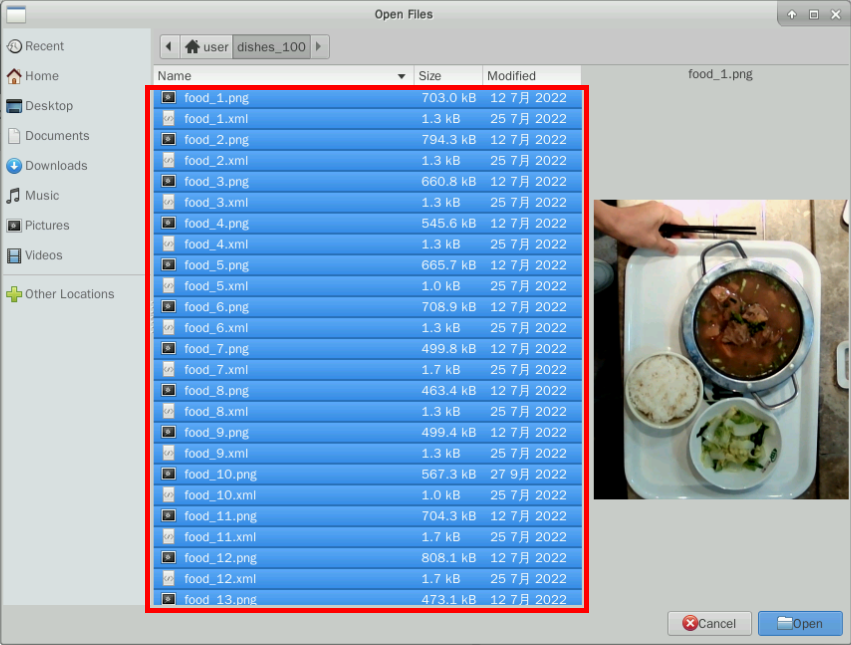 Open Files
Recent
Home
Desktop
Documents
Downloads
Music
Pictures
Videos
Other Locations
user dishes_100
Name Size Modified
food_1.png 703.0 kB 12 7月 2022
food_1.xml 1.3 kB 25 7月 2022
food_2.png 794.3 kB 12 7月 2022
food_2.xml 1.3 kB 25 7月 2022
food_3.png 660.8 kB 12 7月 2022
food_3.xml 1.3 kB 25 7月 2022
food_4.png 545.6 kB 12 7月 2022
food_4.xml 1.3 kB 25 7月 2022
food_5.png 665.7 kB 12 7月 2022
food_5.xml 1.0 kB 25 7月 2022
food_6.png 708.9 kB 12 7月 2022
food_6.xml 1.3 kB 25 7月 2022
food_7.png 499.8 kB 12 7月 2022
food_7.xml 1.7 kB 25 7月 2022
food_8.png 463.4 kB 12 7月 2022
food_8.xml 1.3 kB 25 7月 2022
food_9.png 499.4 kB 12 7月 2022
food_9.xml 1.3 kB 25 7月 2022
food_10.png 567.3 kB 27 9月 2022
food_10.xml 1.0 kB 25 7月 2022
food_11.png 704.3 kB 12 7月 2022
food_11.xml 1.7 kB 25 7月 2022
food_12.png 808.1 kB 12 7月 2022
food_12.xml 1.7 kB 25 7月 2022
food_13.png 473.1 kB 12 7月 2022
food_1.png
Cancel Open